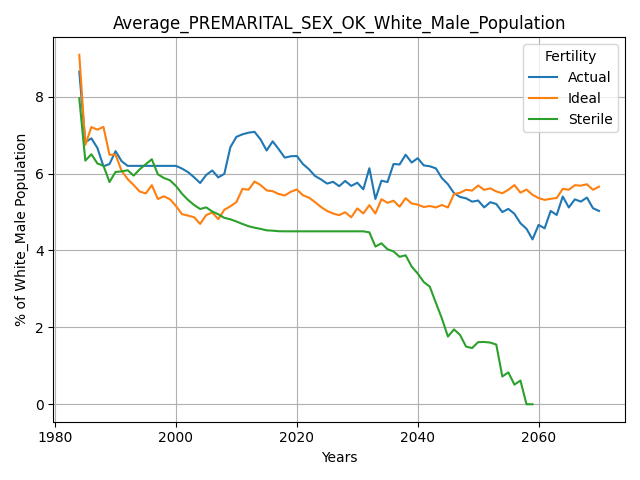 Average_PREMARITAL_SEX_OK_White_Male_Population
Fertility
Actual
Ideal
Sterile
% of White_Male Population
8
6
4
2
0
1980 2000 2020 2040 2060
Years